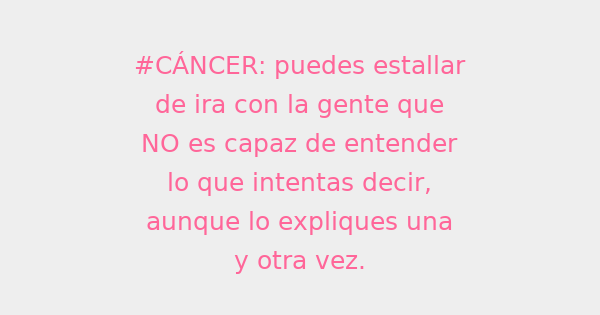 #CÁNCER: puedes estallar
de ira con la gente que
NO es capaz de entender
lo que intentas decir,
aunque lo expliques una
y otra vez.